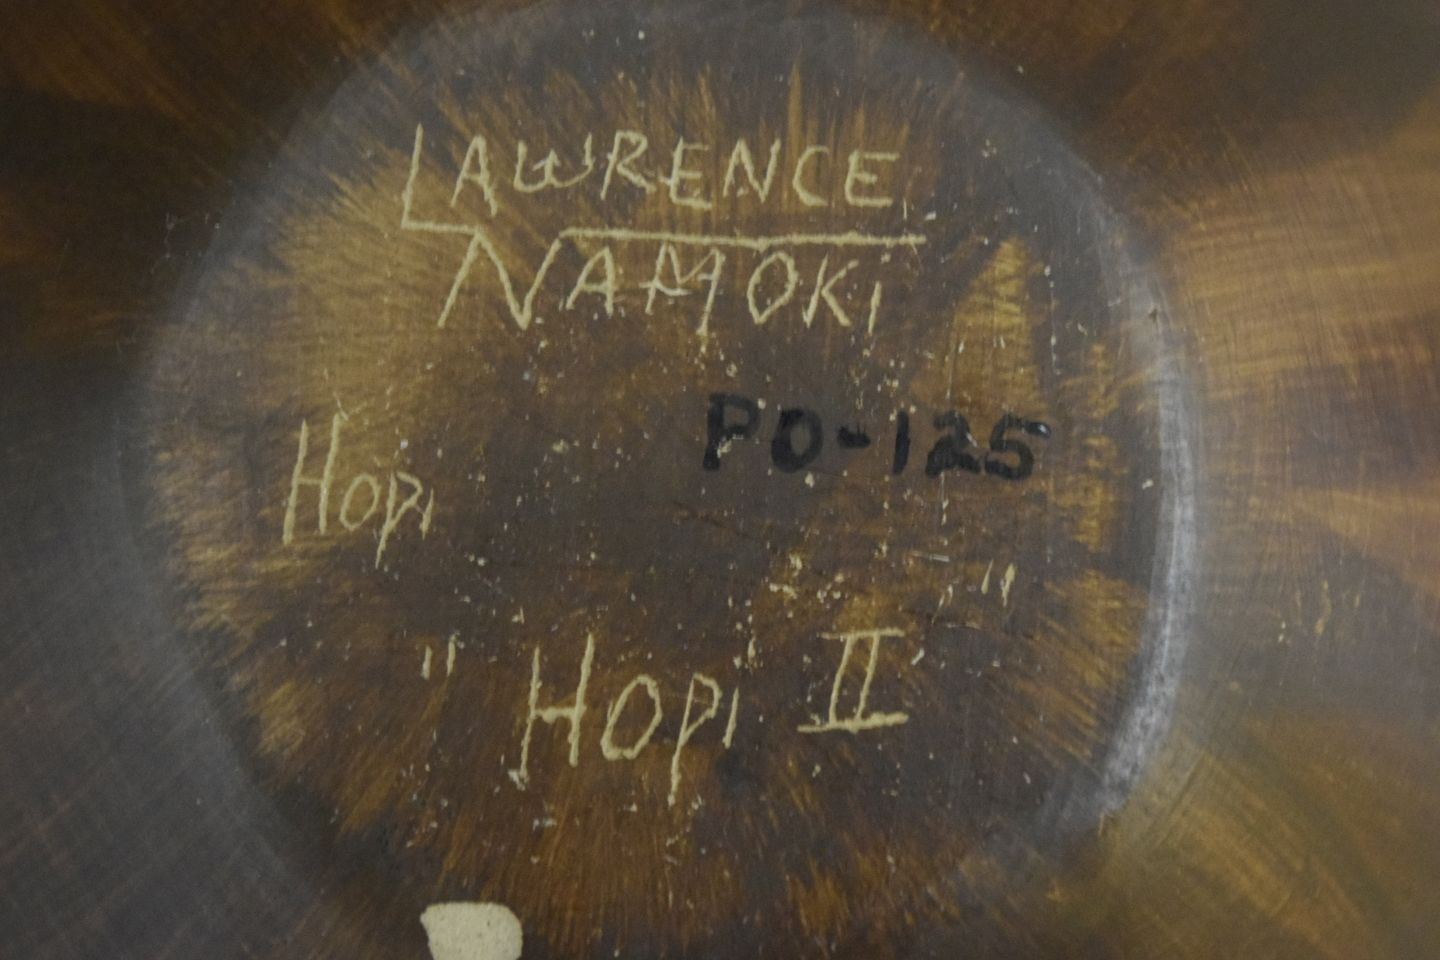 LAWRENCE
NAMOKI
PO-125
Hopi
"Hopi II"